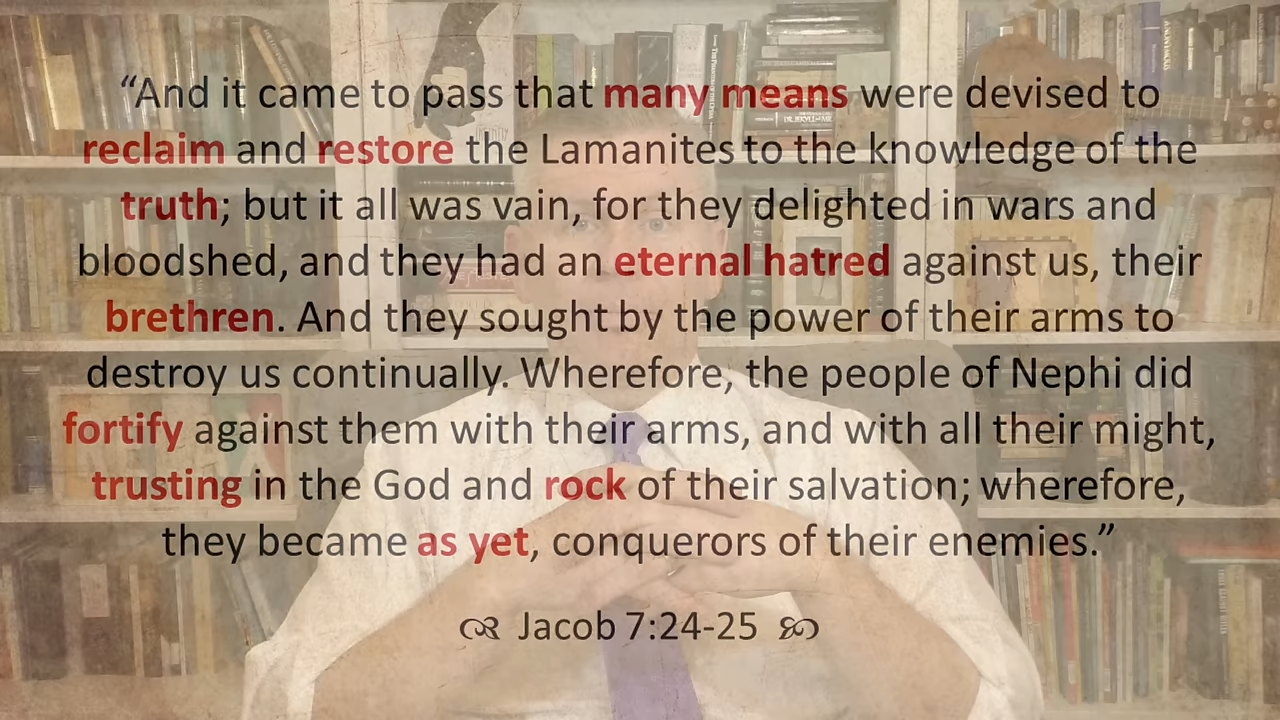 “And it came to pass that many means were devised to
reclaim and restore the Lamanites to the knowledge of the
truth; but it all was vain, for they delighted in wars and
bloodshed, and they had an eternal hatred against us, their
brethren. And they sought by the power of their arms to
destroy us continually. Wherefore, the people of Nephi did
fortify against them with their arms, and with all their might,
trusting in the God and rock of their salvation; wherefore,
they became as yet, conquerors of their enemies.”
Jacob 7:24-25